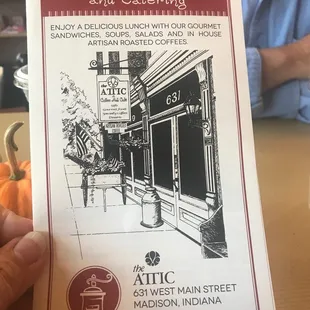 and Catering
ENJOY A DELICIOUS LUNCH WITH OUR GOURMET
SANDWICHES, SOUPS, SALADS AND IN HOUSE
ARTISAN ROASTED COFFEES.
the
ATTIC
631
the
ATTIC
631 WEST MAIN STREET
MADISON, INDIANA